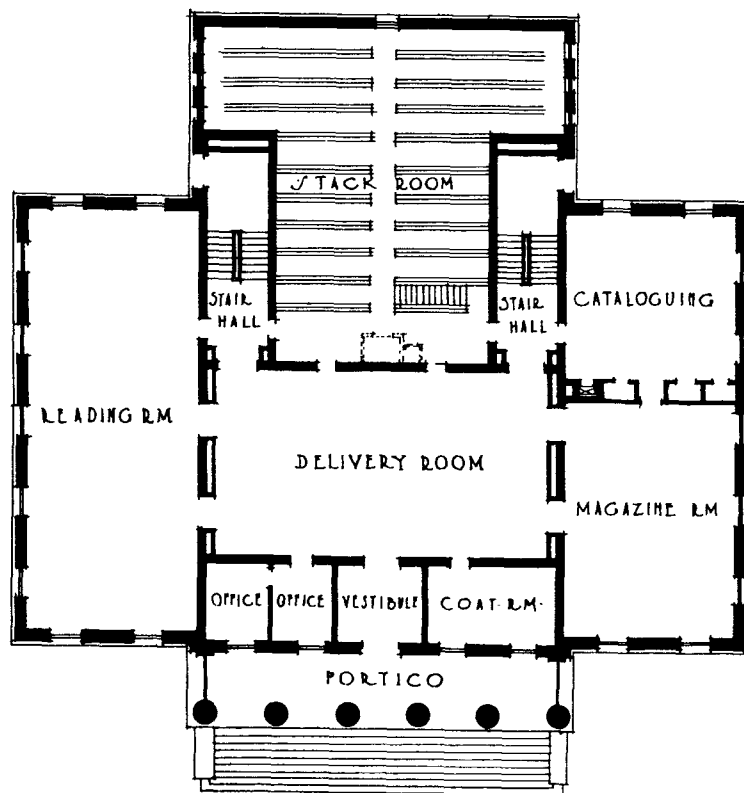 STACK ROOM
STAIR
HALL
STAIR
HALL
CATALOGUING
READING RM
DELIVERY ROOM
MAGAZINE RM
OFFICE
OFFICE
VESTIBULE
COAT·RM·
PORTICO